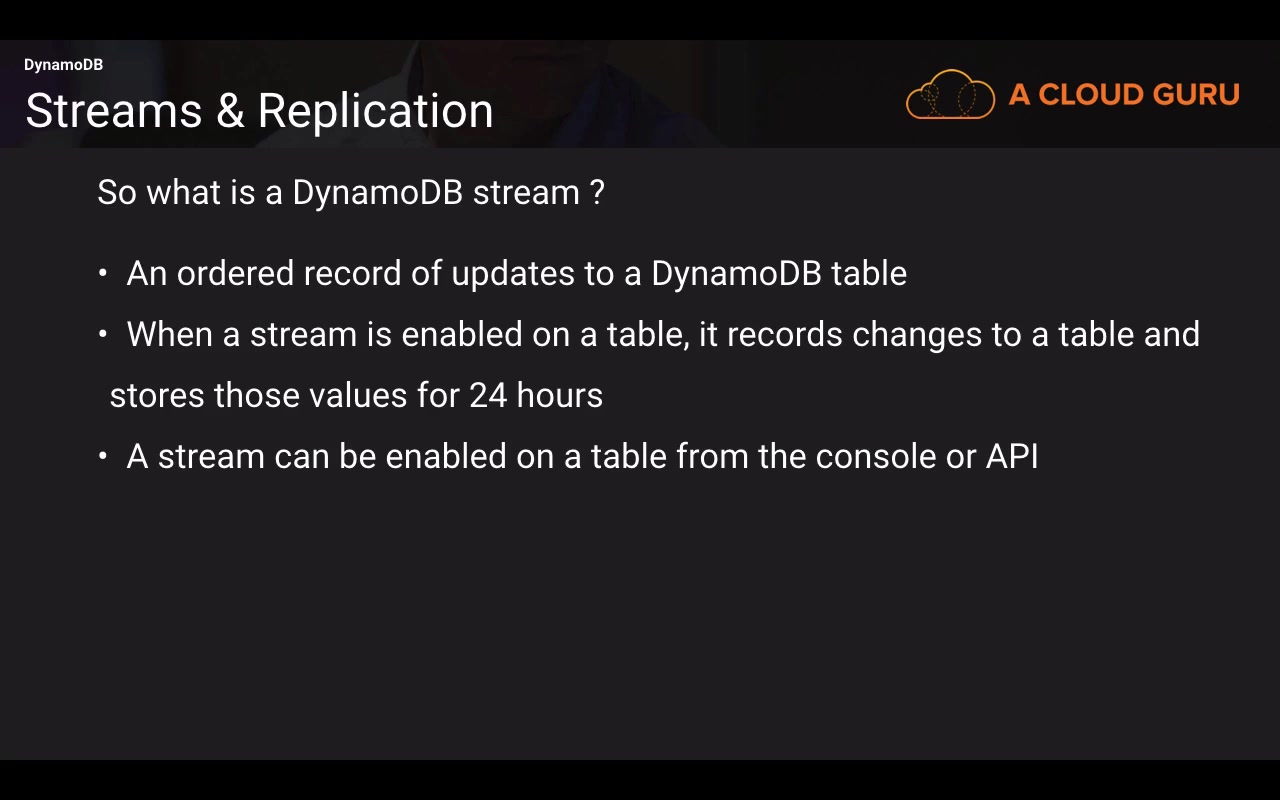 DynamoDB
Streams & Replication
A CLOUD GURU
So what is a DynamoDB stream ?
• An ordered record of updates to a DynamoDB table
• When a stream is enabled on a table, it records changes to a table and
stores those values for 24 hours
• A stream can be enabled on a table from the console or API